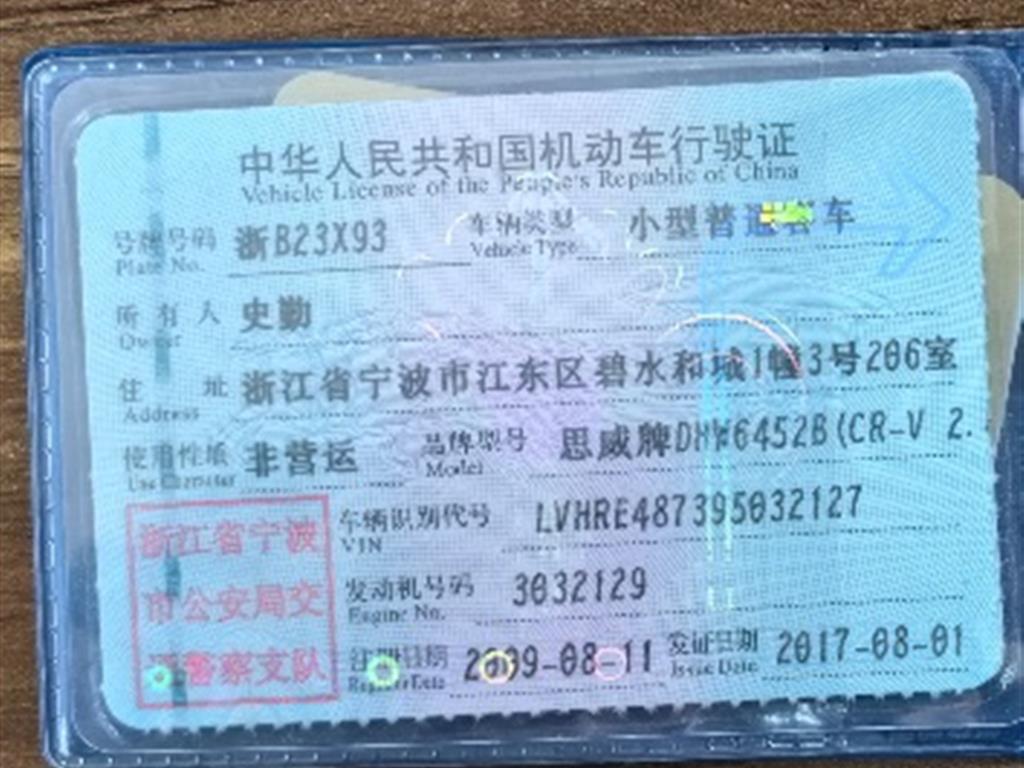 中华人民共和国机动车行驶证
Vehicle License of the People's Republic of China
号牌号码 浙B23X93 车辆类型 小型普通客车
Plate No. Vehicle Type
所有人 史勤
Owner
住址 浙江省宁波市江东区碧水和城1幢3号206室
Address
使用性质 非营运 品牌型号 思威牌DHW6452B(CR-V 2.
Use Character Model
浙江省宁波 车辆识别代号 LVHRE487395032127
VIN
市公安局交 发动机号码 3032129
Engine No.
通警察支队 注册日期 2009-08-11 发证日期 2017-08-01
Register Date Issue Date